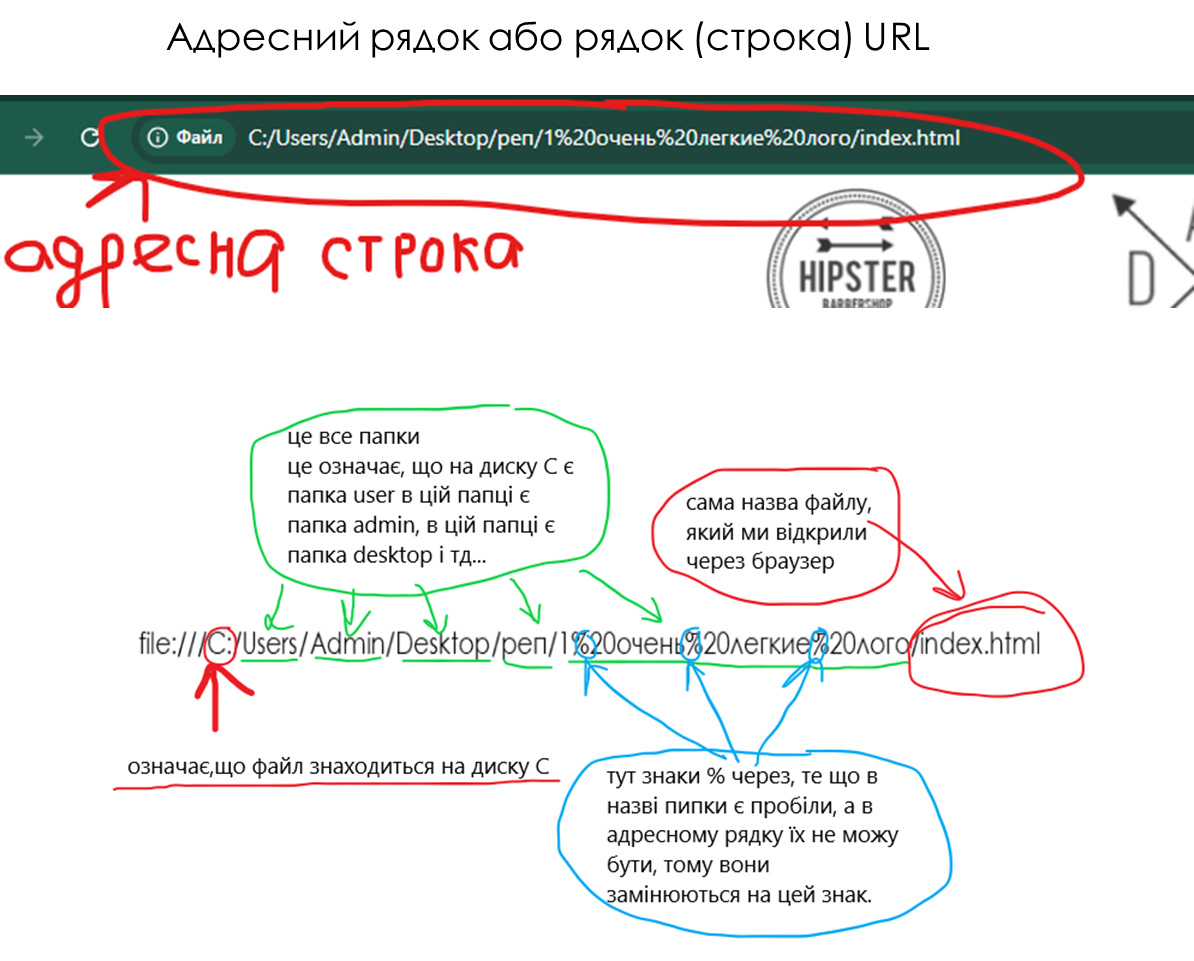 Адресний рядок або рядок (строка) URL
Файл C:/Users/Admin/Desktop/реп/1%20очень%20легкие%20лого/index.html
адресна строка
HIPSTER
BARBERSHOP
D
це все папки
це означає, що на диску С є
папка user в цій папці є
папка admin, в цій папці є
папка desktop і тд...
сама назва файлу,
який ми відкрили
через браузер
file:///C:/Users/Admin/Desktop/реп/1%20очень%20легкие%20лого/index.html
означає,що файл знаходиться на диску С
тут знаки % через, те що в
назві пипки є пробіли, а в
адресному рядку їх не можу
бути, тому вони
замінюються на цей знак.